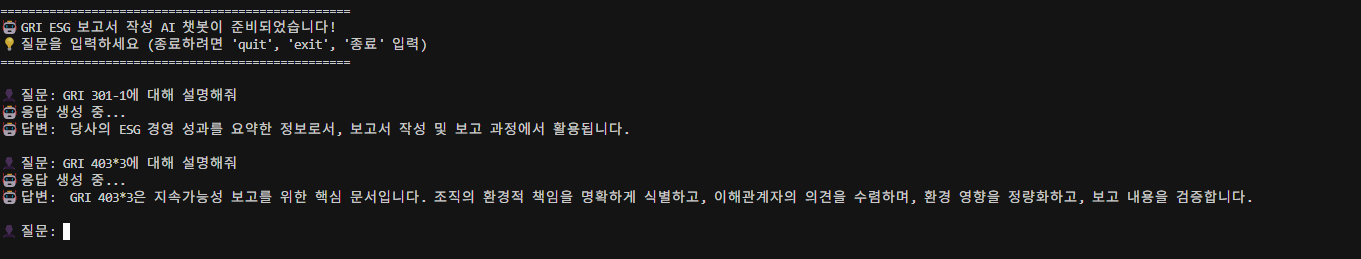 ==================================================
🤖 GRI ESG 보고서 작성 AI 챗봇이 준비되었습니다!
💡 질문을 입력하세요 (종료하려면 'quit', 'exit', '종료' 입력)
==================================================
👤 질문: GRI 301-1에 대해 설명해줘
🤖 응답 생성 중...
🤖 답변: 당사의 ESG 경영 성과를 요약한 정보로서, 보고서 작성 및 보고 과정에서 활용됩니다.
👤 질문: GRI 403*3에 대해 설명해줘
🤖 응답 생성 중...
🤖 답변: GRI 403*3은 지속가능성 보고를 위한 핵심 문서입니다. 조직의 환경적 책임을 명확하게 식별하고, 이해관계자의 의견을 수렴하며, 환경 영향을 정량화하고, 보고 내용을 검증합니다.
👤 질문: